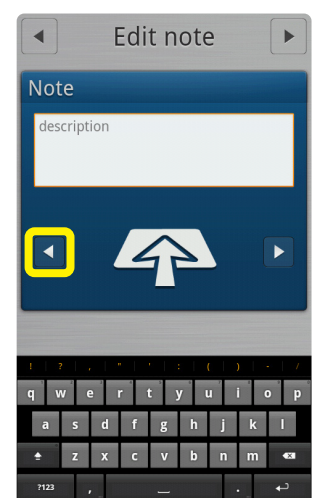 Edit note
Note
description
! ? , " ' : ( ) - /
q w e r t y u i o p
a s d f g h j k l
z x c v b n m
?123 , .